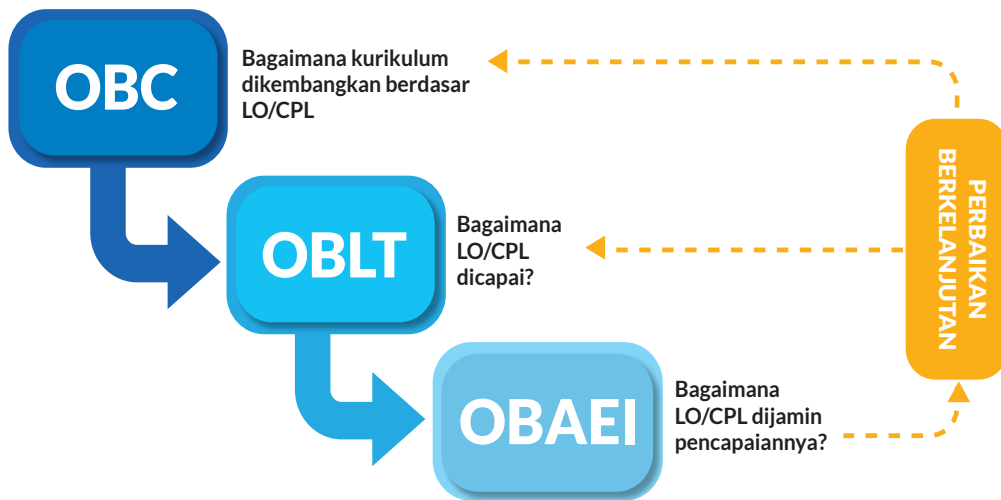 OBC
Bagaimana kurikulum
dikembangkan berdasar
LO/CPL
OBLT
Bagaimana
LO/CPL
dicapai?
OBAEI
Bagaimana
LO/CPL dijamin
pencapaiannya?
PERBAIKAN
BERKELANJUTAN